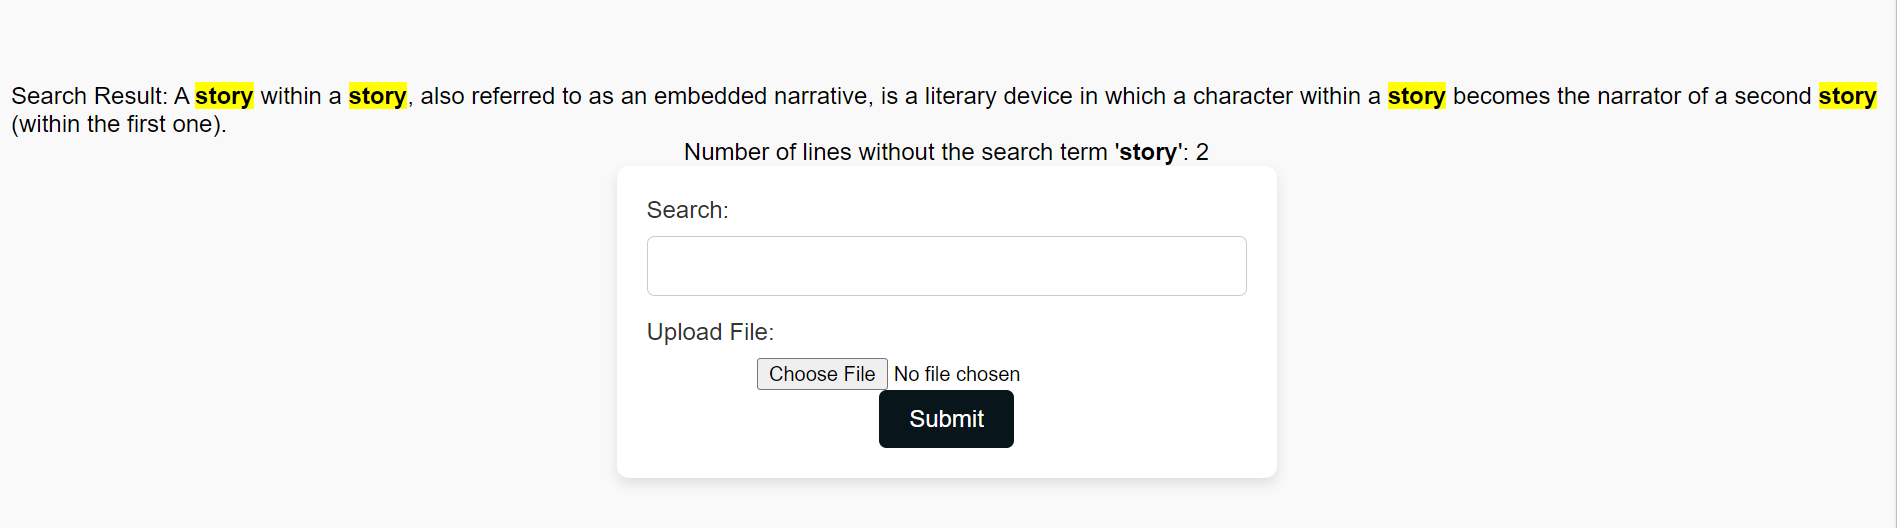 Search Result: A story within a story, also referred to as an embedded narrative, is a literary device in which a character within a story becomes the narrator of a second story
(within the first one).
Number of lines without the search term 'story': 2
Search:
Upload File:
Choose File No file chosen
Submit